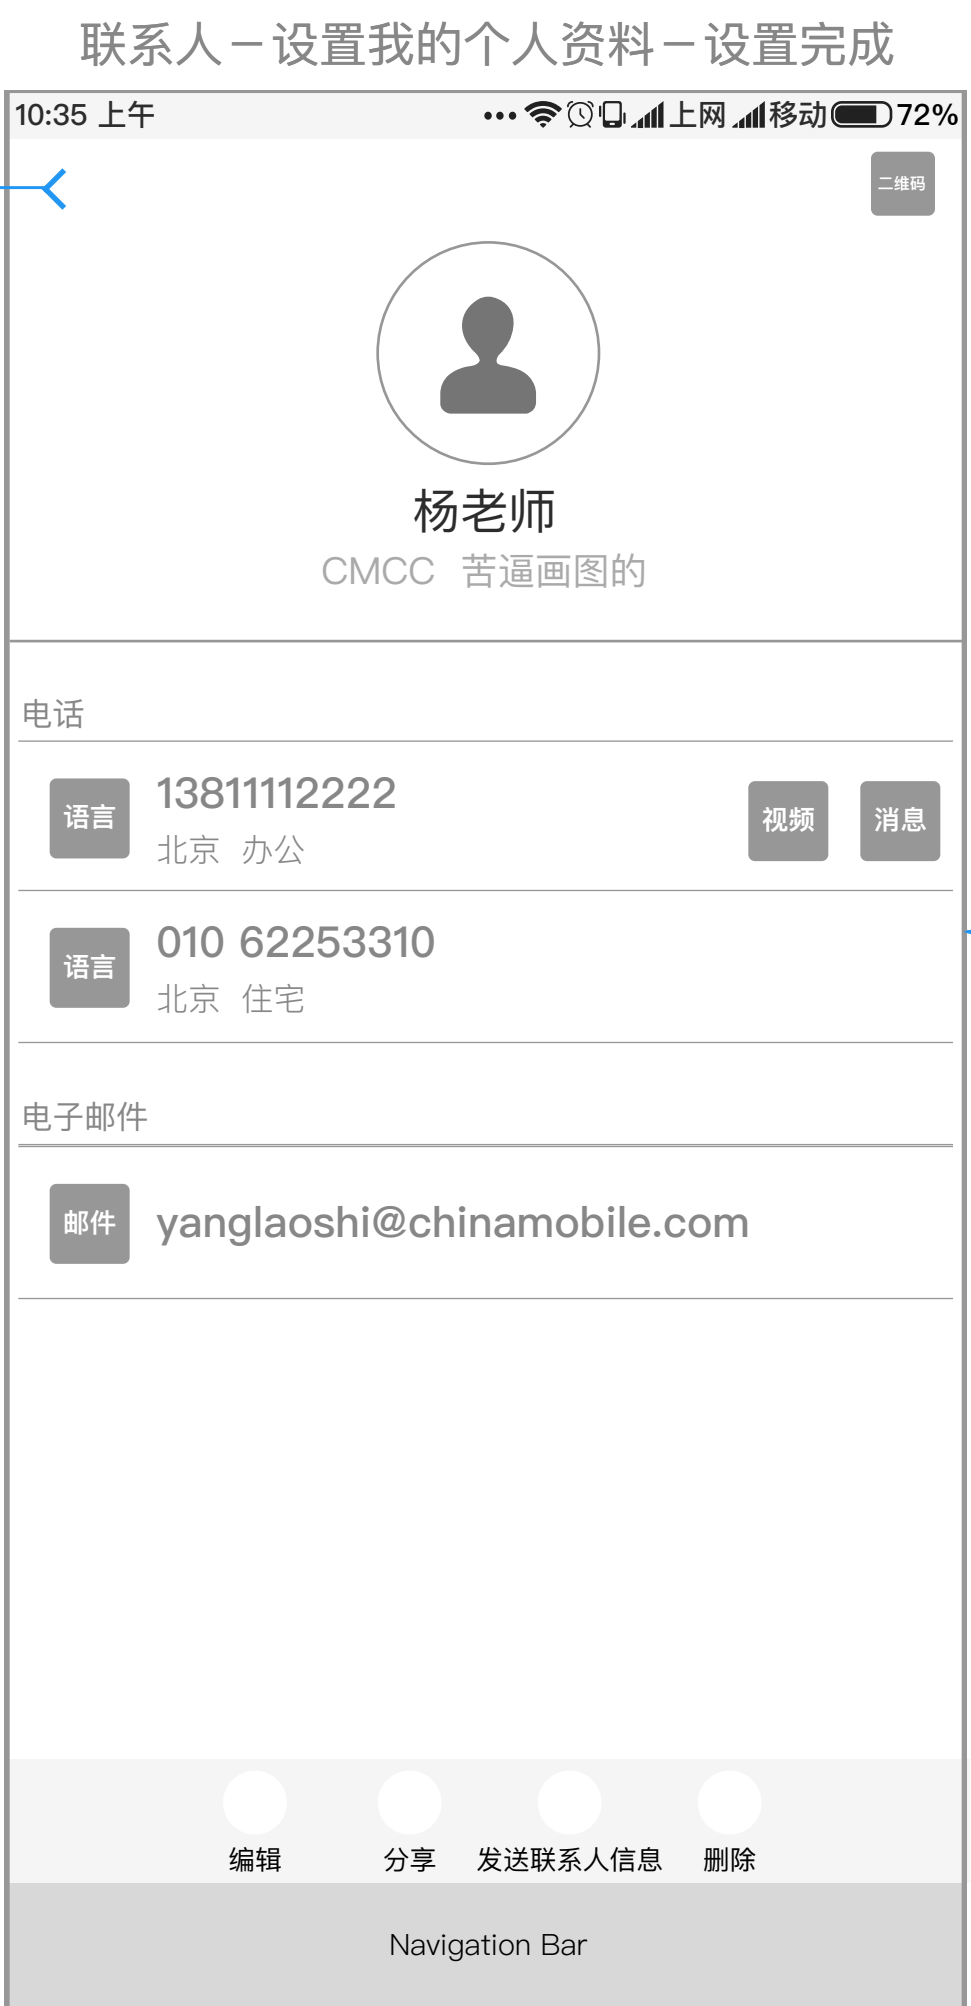 联系人－设置我的个人资料－设置完成
10:35 上午 上网 移动 72%
二维码
杨老师
CMCC 苦逼画图的
电话
语言 13811112222 视频 消息
北京 办公
语言 010 62253310
北京 住宅
电子邮件
邮件 yanglaoshi@chinamobile.com
编辑 分享 发送联系人信息 删除
Navigation Bar